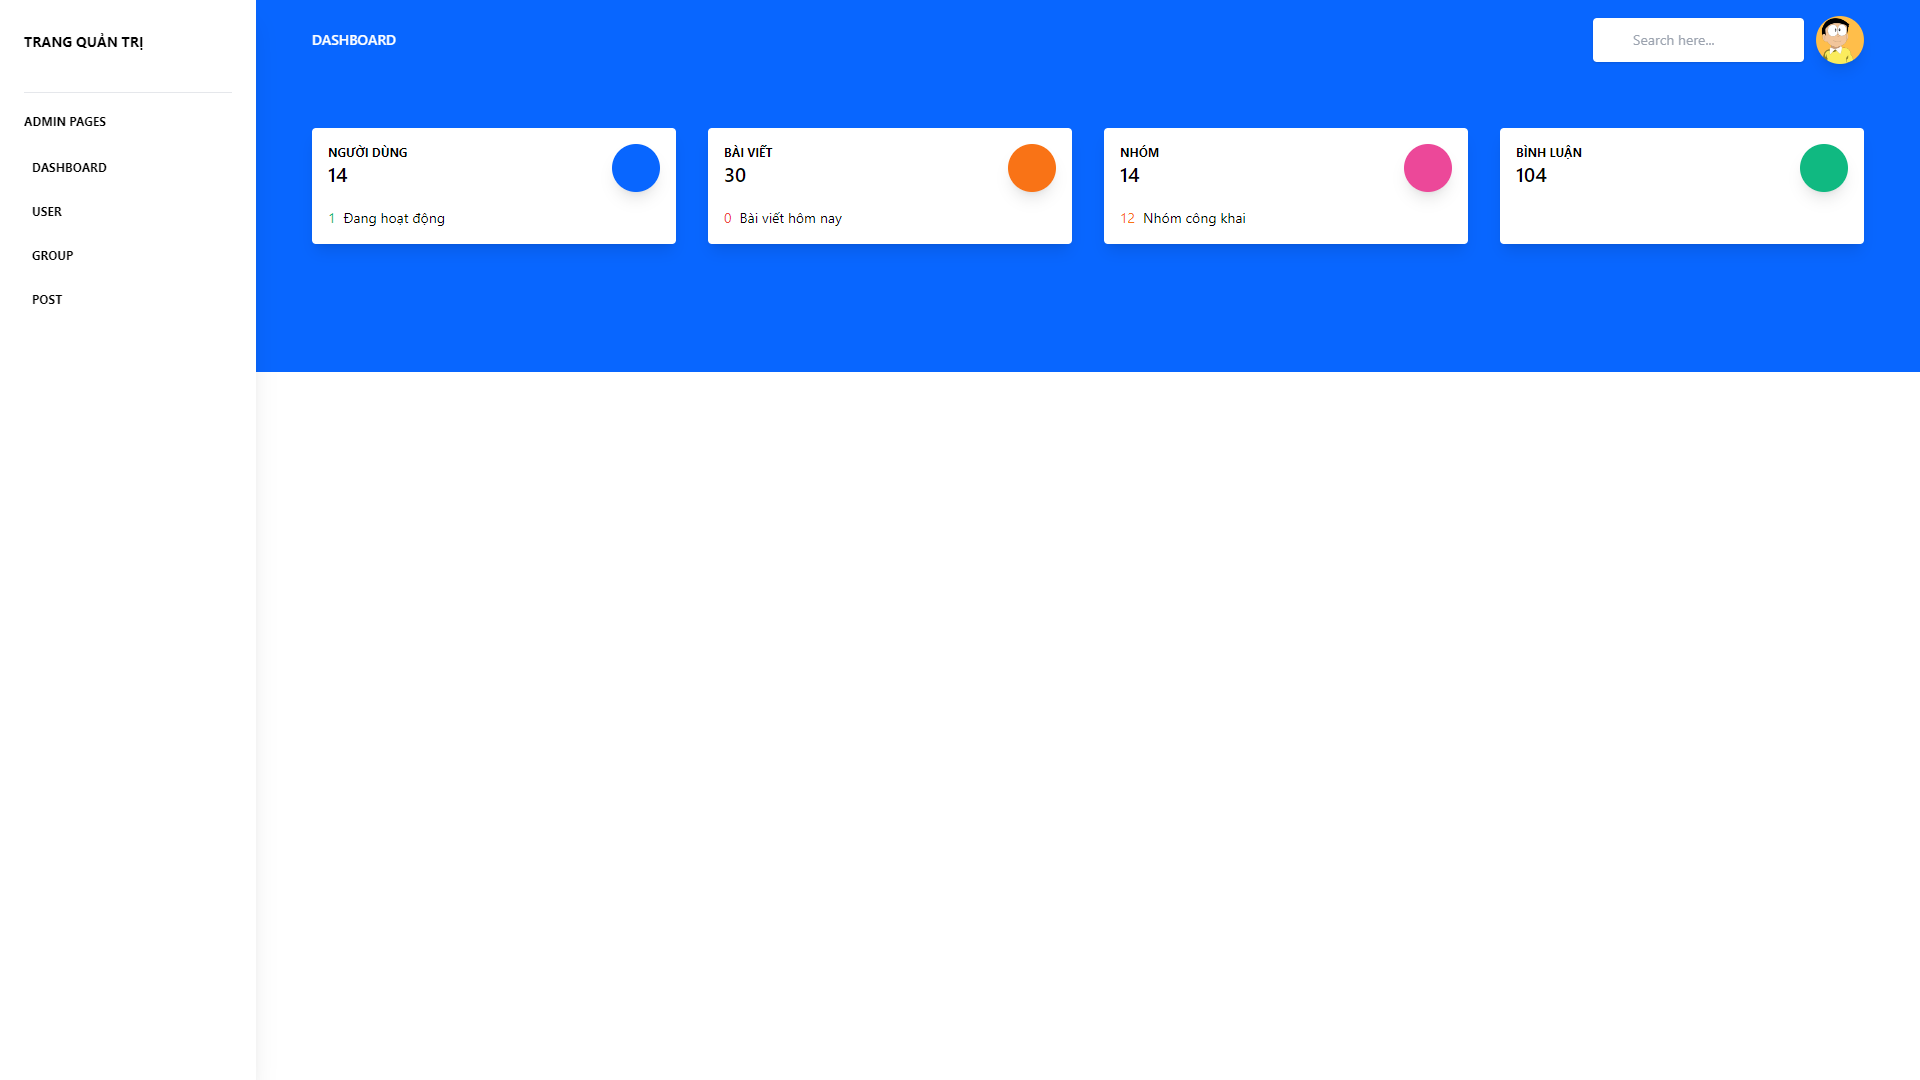 TRANG QUẢN TRỊ
ADMIN PAGES
DASHBOARD
USER
GROUP
POST
DASHBOARD
Search here...
NGƯỜI DÙNG
14
1 Đang hoạt động
BÀI VIẾT
30
0 Bài viết hôm nay
NHÓM
14
12 Nhóm công khai
BÌNH LUẬN
104